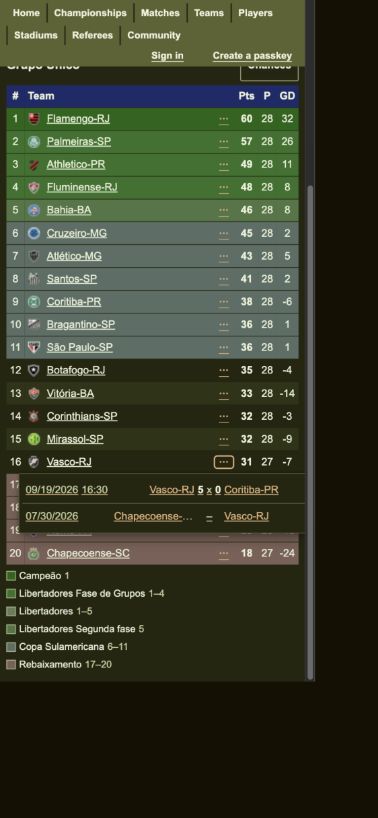 Home Championships Matches Teams Players
Stadiums Referees Community
Sign in Create a passkey
Grupo Único
Chances
# Team Pts P GD
1 Flamengo-RJ ... 60 28 32
2 Palmeiras-SP ... 57 28 26
3 Athletico-PR ... 49 28 11
4 Fluminense-RJ ... 48 28 8
5 Bahia-BA ... 46 28 8
6 Cruzeiro-MG ... 45 28 2
7 Atlético-MG ... 43 28 5
8 Santos-SP ... 41 28 2
9 Coritiba-PR ... 38 28 -6
10 Bragantino-SP ... 36 28 1
11 São Paulo-SP ... 36 28 1
12 Botafogo-RJ ... 35 28 -4
13 Vitória-BA ... 33 28 -14
14 Corinthians-SP ... 32 28 -3
15 Mirassol-SP ... 32 28 -9
16 Vasco-RJ ... 31 27 -7
17
09/19/2026 16:30 Vasco-RJ 5 x 0 Coritiba-PR
18
07/30/2026 Chapecoense-... – Vasco-RJ
19
20 Chapecoense-SC ... 18 27 -24
Campeão 1
Libertadores Fase de Grupos 1–4
Libertadores 1–5
Libertadores Segunda fase 5
Copa Sulamericana 6–11
Rebaixamento 17–20